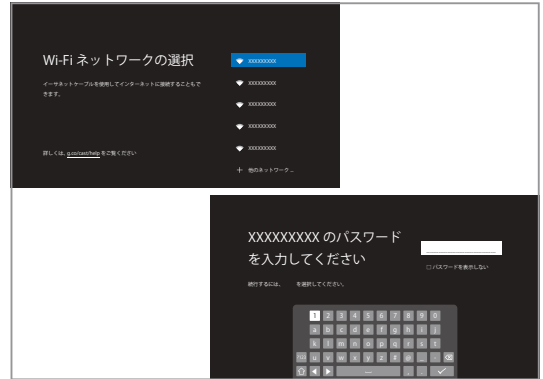 Wi-Fi ネットワークの選択
イーサネットケーブルを使用してインターネットに接続することもで
きます。
詳しくは、g.co/cast/help をご覧ください
XXXXXXXXX
XXXXXXXXX
XXXXXXXXX
XXXXXXXXX
XXXXXXXXX
他のネットワーク...
XXXXXXXXX のパスワード
を入力してください
続行するには、 を選択してください。
□ パスワードを表示しない
1 2 3 4 5 6 7 8 9 0
a b c d e f g h i j
k l m n o p q r s t
u v w x y z # @ _ -
, .